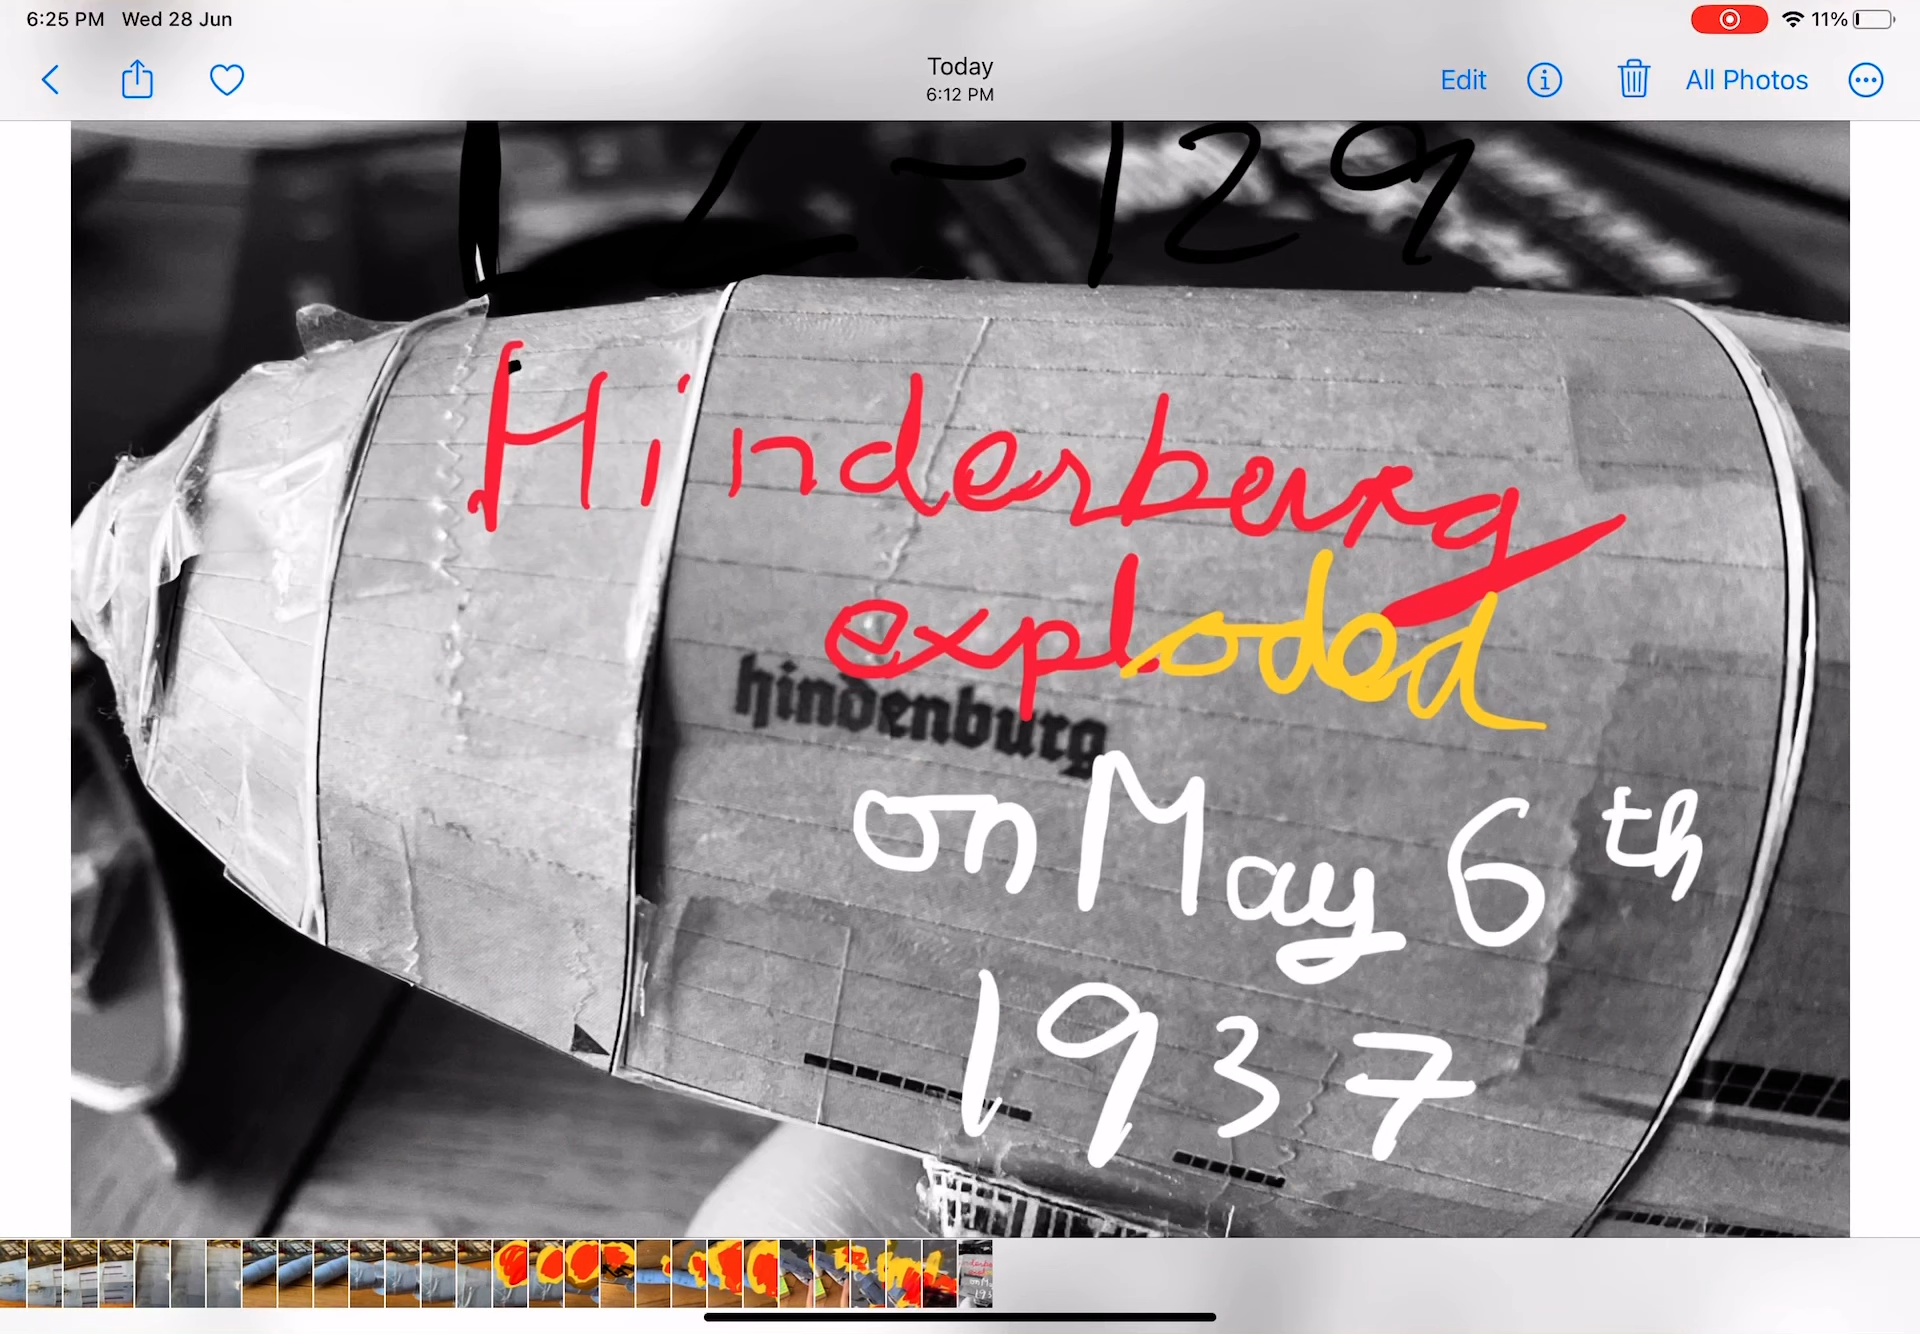 6:25 PM Wed 28 Jun
11%
Today
6:12 PM
Edit
All Photos
LZ-129
Hinderburg
exploded
hindenburg
on May 6th
1937